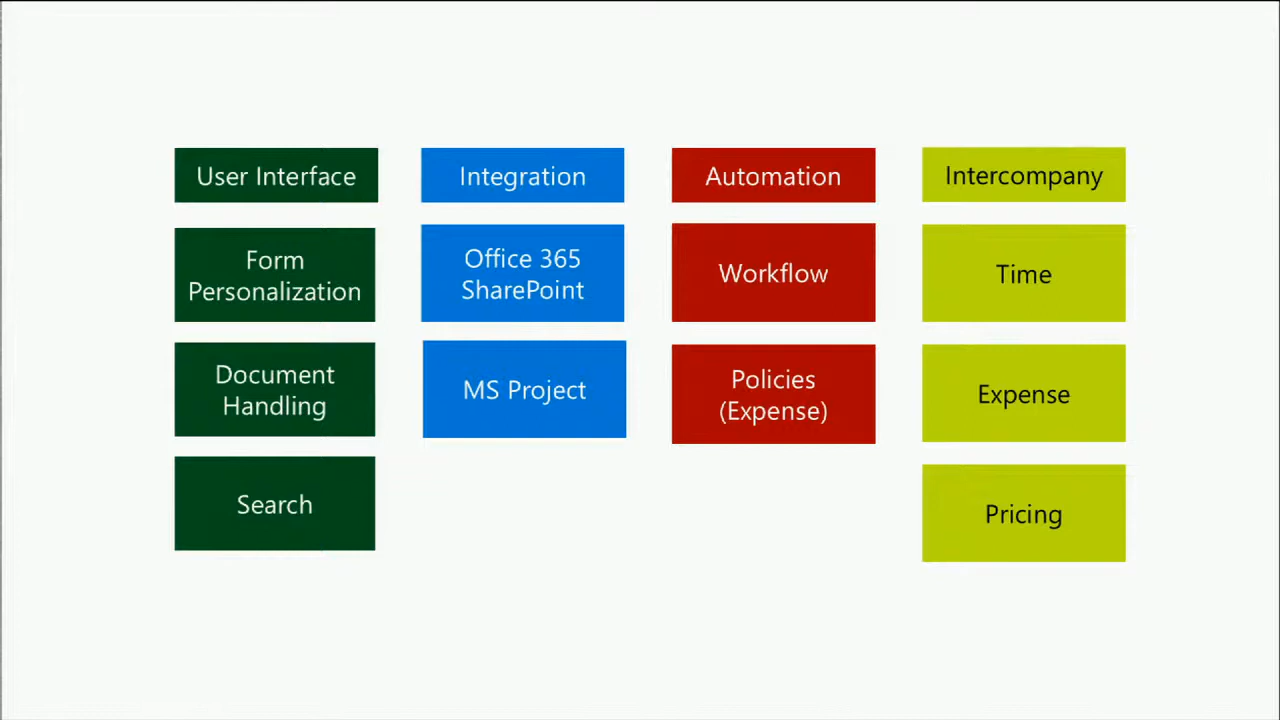 User Interface
Form
Personalization
Document
Handling
Search
Integration
Office 365
SharePoint
MS Project
Automation
Workflow
Policies
(Expense)
Intercompany
Time
Expense
Pricing